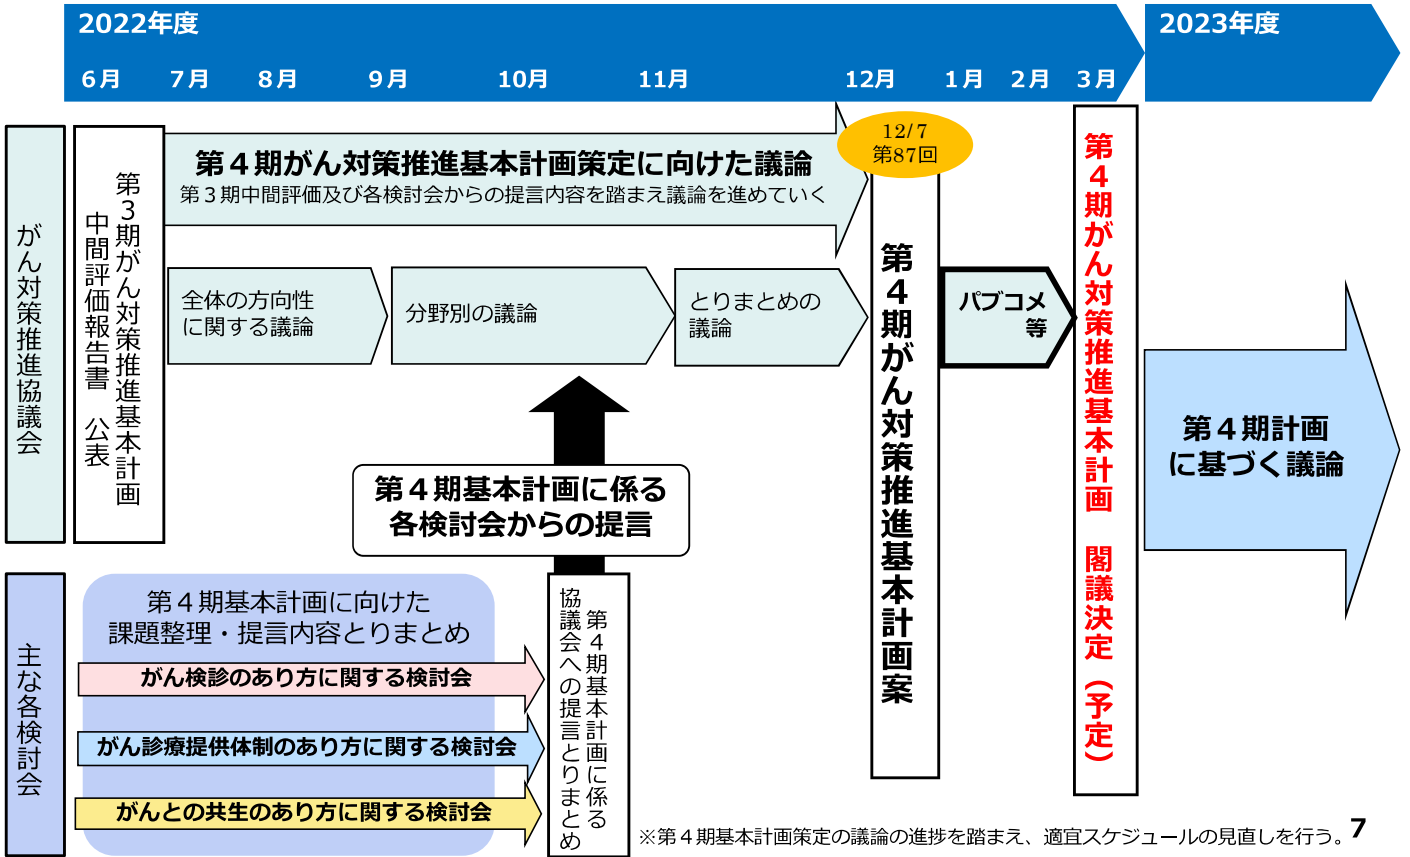 2022年度
2023年度
6月 7月 8月 9月 10月 11月 12月 1月 2月 3月
がん対策推進協議会
第3期がん対策推進基本計画
中間評価報告書　公表
第４期がん対策推進基本計画策定に向けた議論
第３期中間評価及び各検討会からの提言内容を踏まえ議論を進めていく
12/7
第87回
全体の方向性
に関する議論
分野別の議論
とりまとめの
議論
第4期がん対策推進基本計画案
パブコメ
等
第4期がん対策推進基本計画　閣議決定（予定）
第４期計画
に基づく議論
第４期基本計画に係る
各検討会からの提言
主な各検討会
第４期基本計画に向けた
課題整理・提言内容とりまとめ
がん検診のあり方に関する検討会
がん診療提供体制のあり方に関する検討会
がんとの共生のあり方に関する検討会
第4期基本計画に係る
協議会への提言とりまとめ
※第４期基本計画策定の議論の進捗を踏まえ、適宜スケジュールの見直しを行う。
7